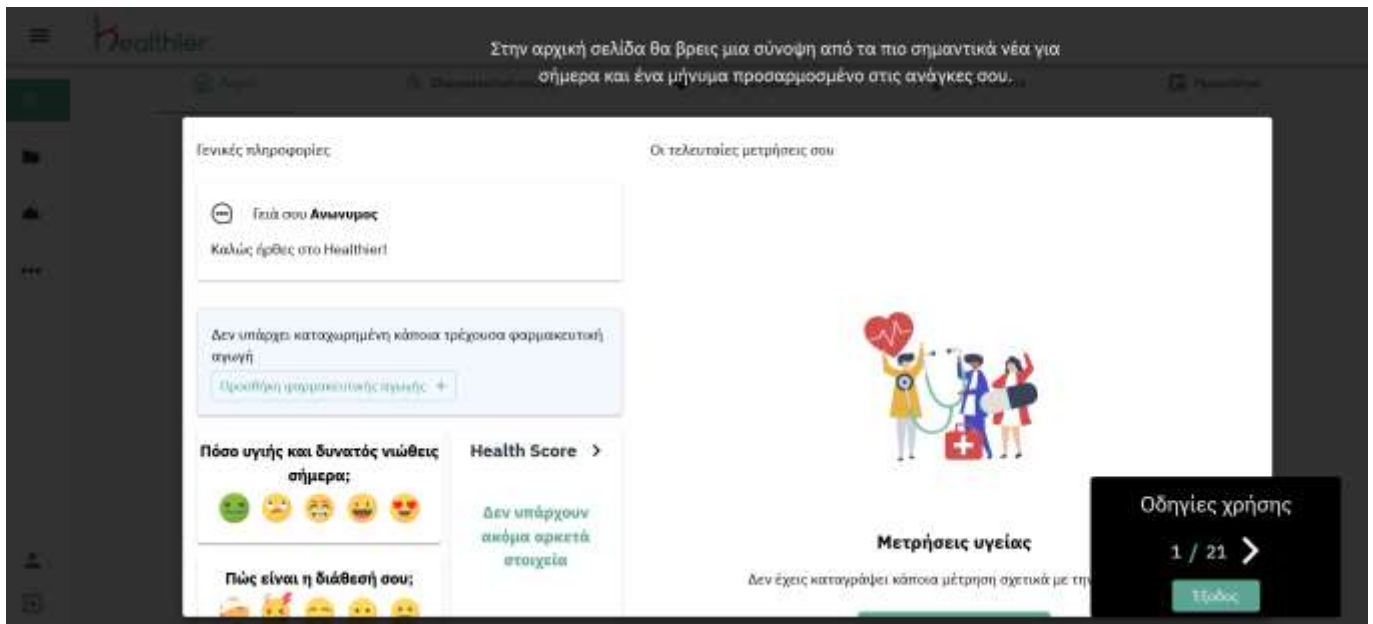 healthier
Στην αρχική σελίδα θα βρεις μια σύνοψη από τα πιο σημαντικά νέα για
σήμερα και ένα μήνυμα προσαρμοσμένο στις ανάγκες σου.
Γενικές πληροφορίες
Οι τελευταίες μετρήσεις σου
Γειά σου Ανωνυμος
Καλώς ήρθες στο Healthier!
Δεν υπάρχει καταχωρημένη κάποια τρέχουσα φαρμακευτική
αγωγή
Προσθήκη φαρμακευτικής αγωγής +
Πόσο υγιής και δυνατός νιώθεις
σήμερα;
Health Score >
Δεν υπάρχουν
ακόμα αρκετά
στοιχεία
Πώς είναι η διάθεσή σου;
Μετρήσεις υγείας
Δεν έχεις καταγράψει κάποια μέτρηση σχετικά με την
Οδηγίες χρήσης
1 / 21 >
Έξοδος